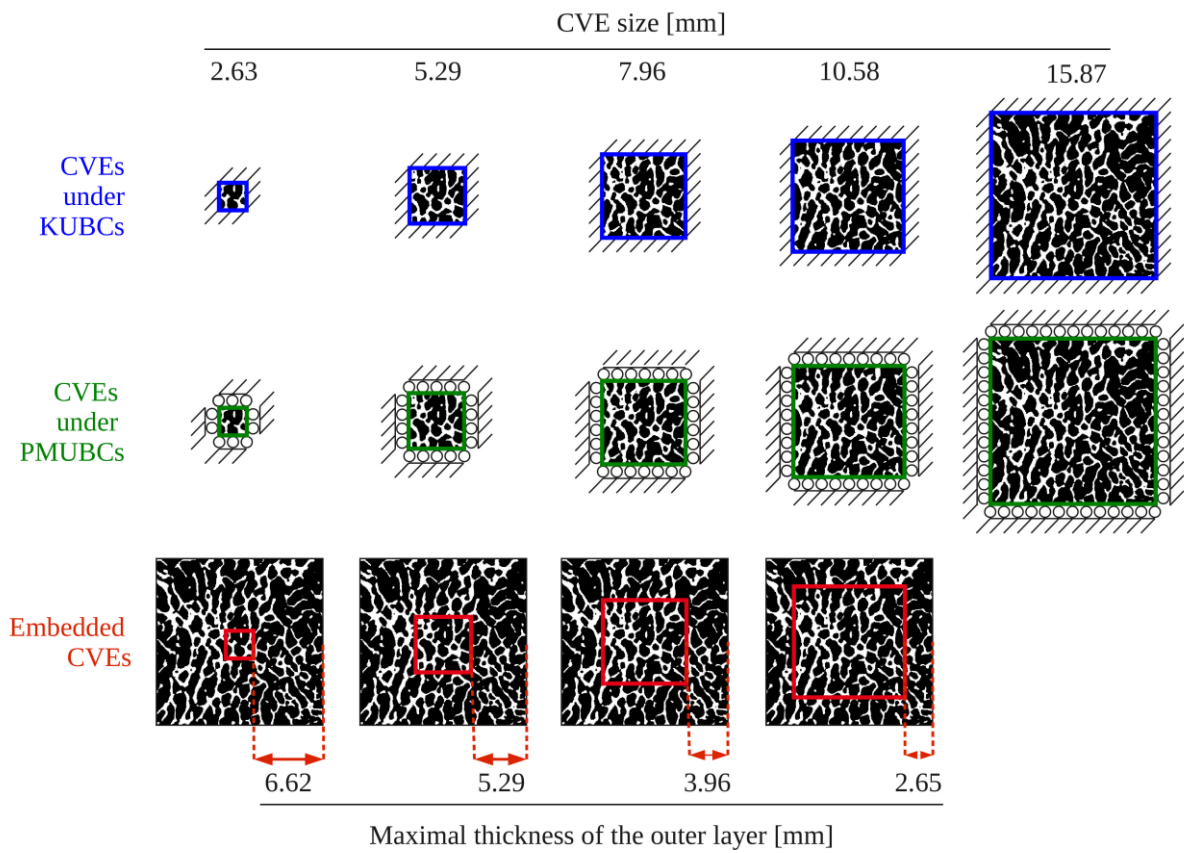 CVE size [mm]
2.63 5.29 7.96 10.58 15.87
CVEs
under
KUBCs
CVEs
under
PMUBCs
Embedded
CVEs
6.62 5.29 3.96 2.65
Maximal thickness of the outer layer [mm]